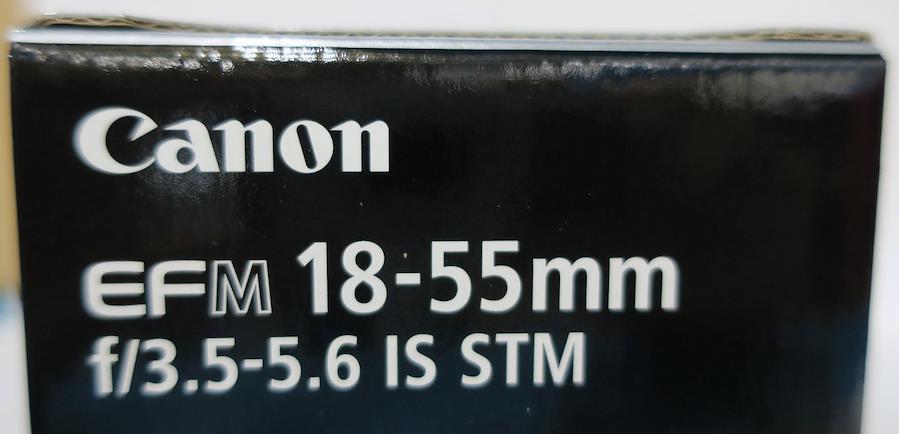 Canon
EFM 18-55mm
f/3.5-5.6 IS STM